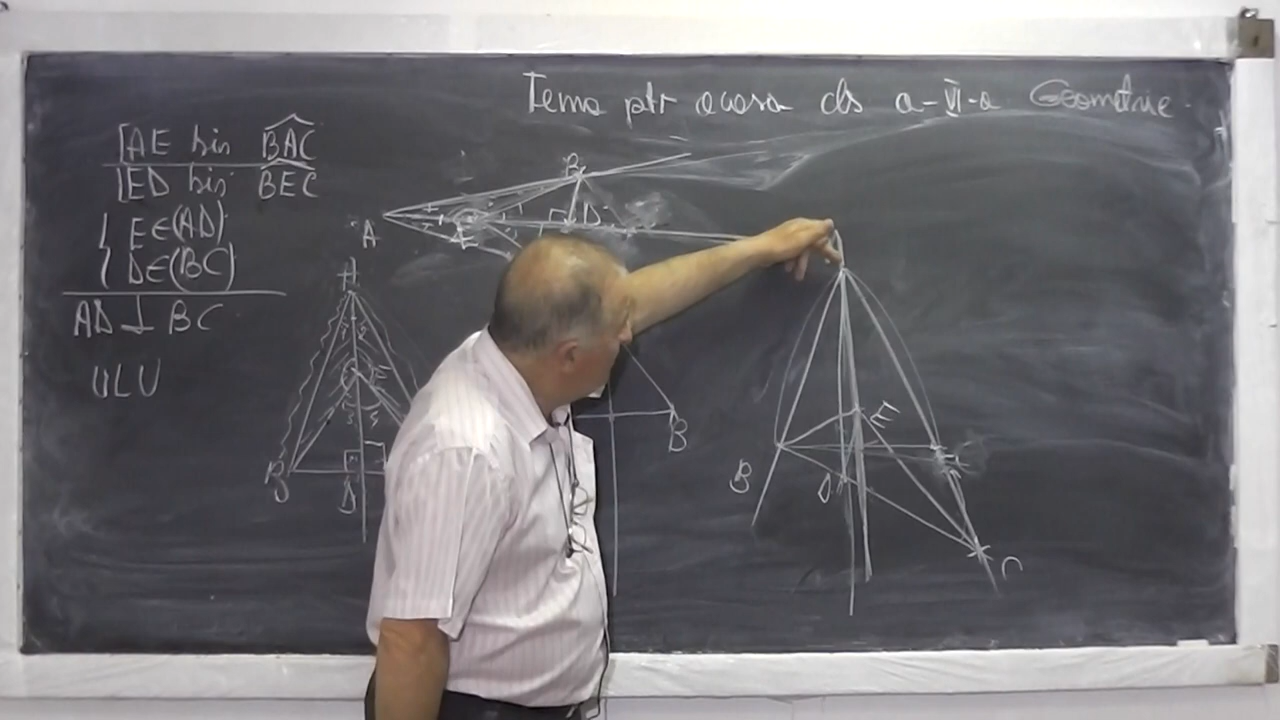 Tema ptr acasa cls a-VI-a Geometrie.
[AE bis BAC
[ED bis BEC
E∈(AD)
D∈(BC)
AD ⊥ BC
ULU
A
B
D
E
A
B
D
B
B
D
E
C